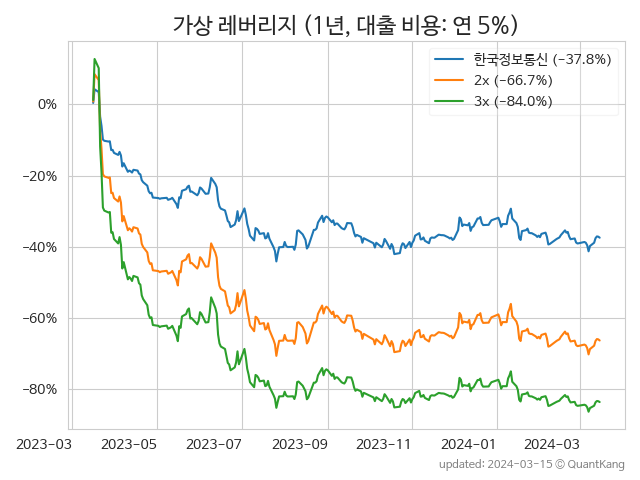 가상 레버리지 (1년, 대출 비용: 연 5%)
한국정보통신 (−37.8%)
2x (−66.7%)
3x (−84.0%)
0%
−20%
−40%
−60%
−80%
2023−03 2023−05 2023−07 2023−09 2023−11 2024−01 2024−03
updated: 2024−03−15 © QuantKang